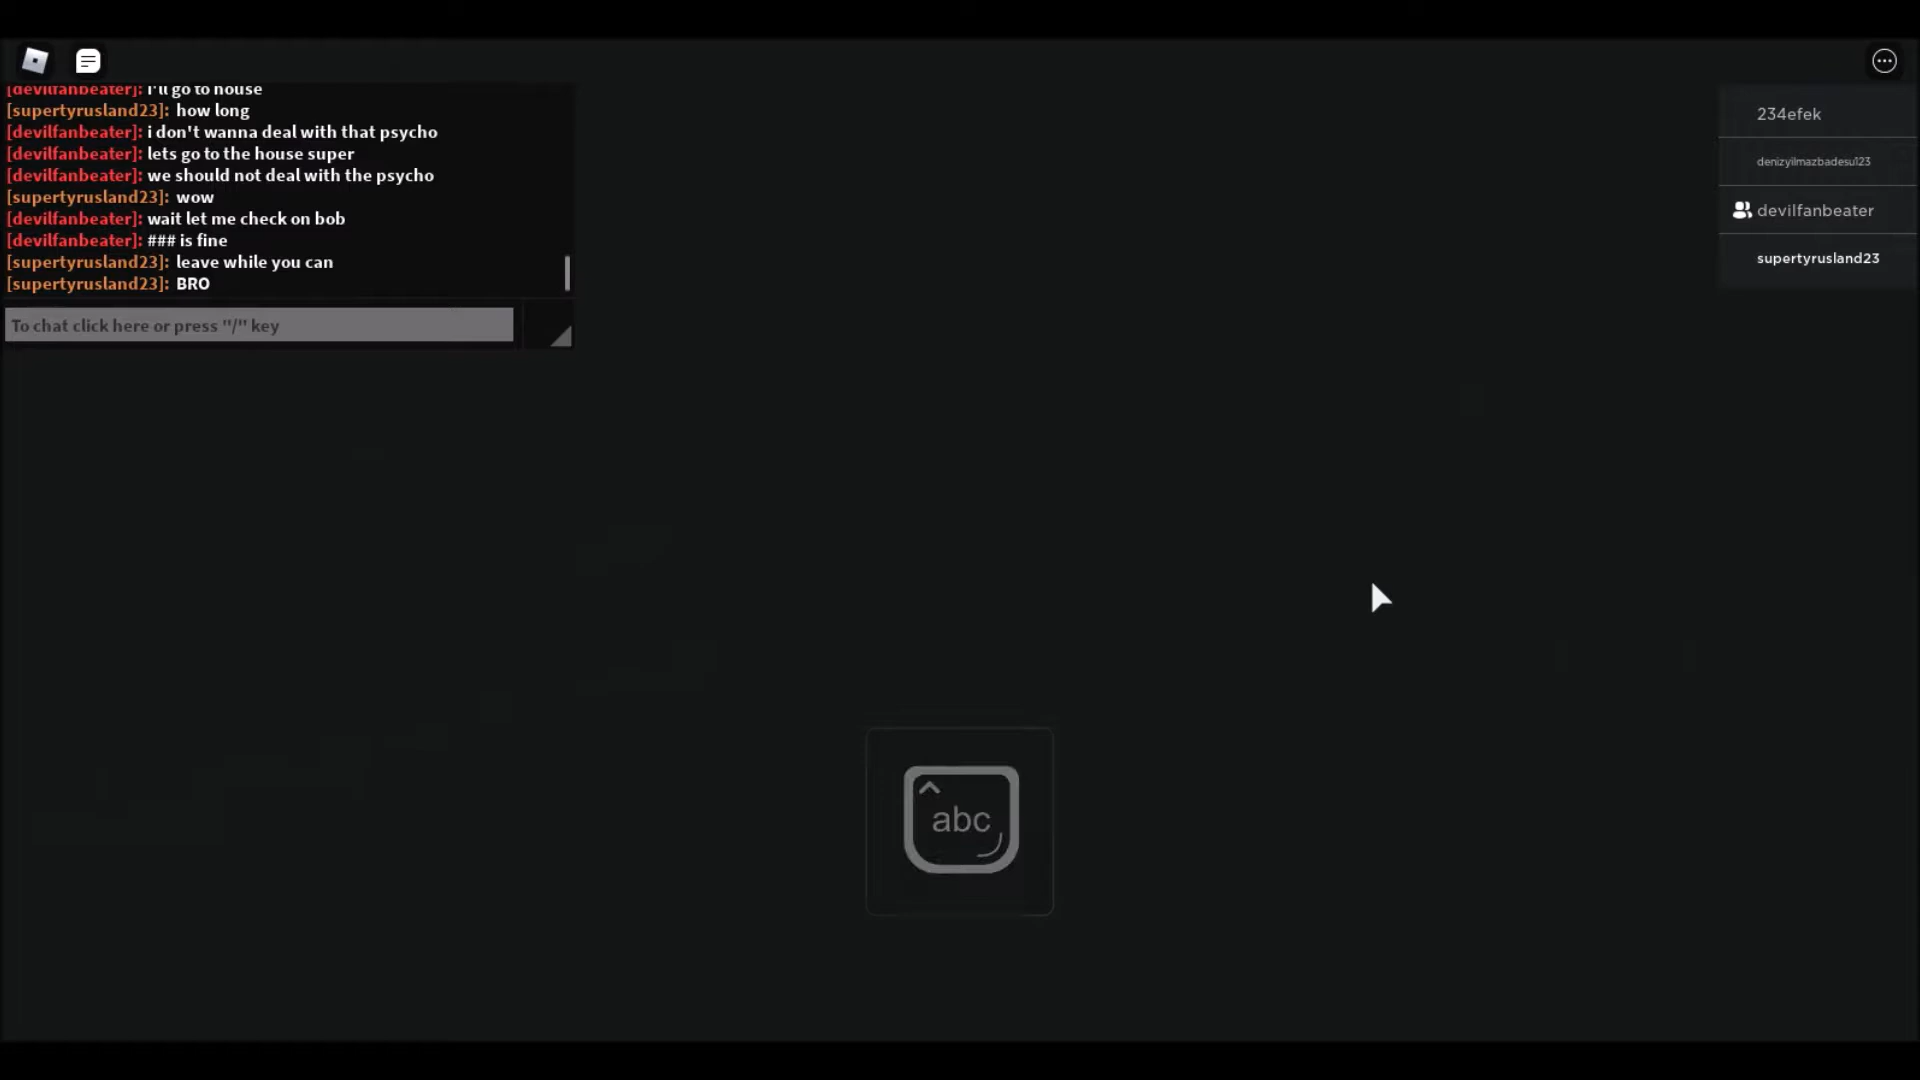 [devilfanbeater]: i'll go to house
[supertyrusland23]: how long
[devilfanbeater]: i don't wanna deal with that psycho
[devilfanbeater]: lets go to the house super
[devilfanbeater]: we should not deal with the psycho
[supertyrusland23]: wow
[devilfanbeater]: wait let me check on bob
[devilfanbeater]: ### is fine
[supertyrusland23]: leave while you can
[supertyrusland23]: BRO
To chat click here or press "/" key
234efek
denizyilmazbadesu123
devilfanbeater
supertyrusland23
abc